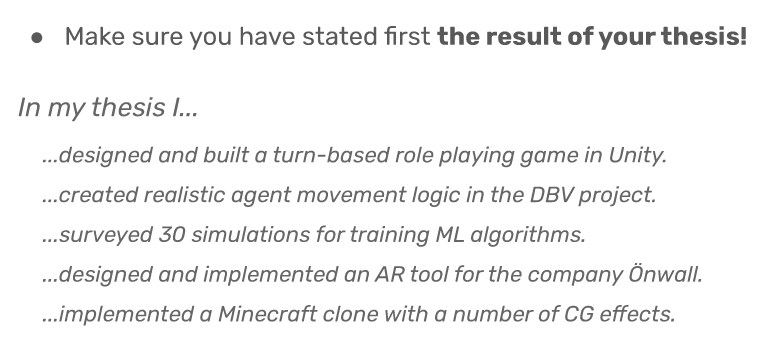 ● Make sure you have stated first the result of your thesis!
In my thesis I...
...designed and built a turn-based role playing game in Unity.
...created realistic agent movement logic in the DBV project.
...surveyed 30 simulations for training ML algorithms.
...designed and implemented an AR tool for the company Önwall.
...implemented a Minecraft clone with a number of CG effects.